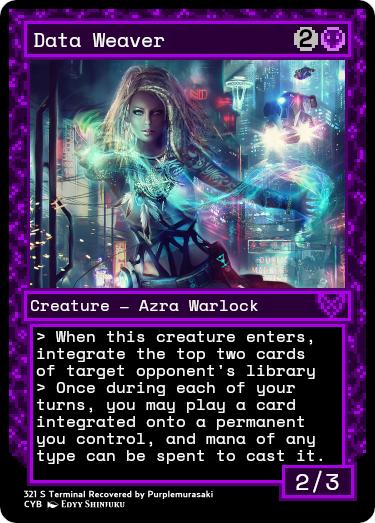 Data Weaver
2
Creature – Azra Warlock
> When this creature enters,
integrate the top two cards
of target opponent's library
> Once during each of your
turns, you may play a card
integrated onto a permanent
you control, and mana of any
type can be spent to cast it.
2/3
321 S Terminal Recovered by Purplemurasaki
CYB Edyy Shinjuku